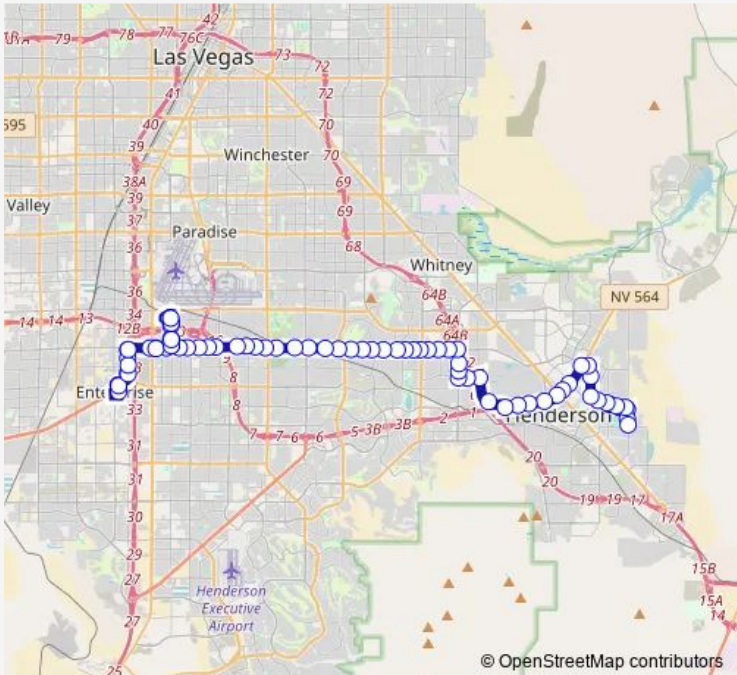 42
79
78
77
76C
73
Las Vegas
72
41
72
595
40
70
39
Winchester
70
38A
69
39
Valley
37
69
Paradise
36
68
Whitney
36
64B
NV 564
34
14
14
13
64A
12B
64B
Enterprise
8
33
8
1
Henderson
7
7
6
6
5
3B
3B
2
31
20
20
31
19
19
17
17A
30
29
15B
27
Henderson
Executive
Airport
15A
14
27
25
© OpenStreetMap contributors